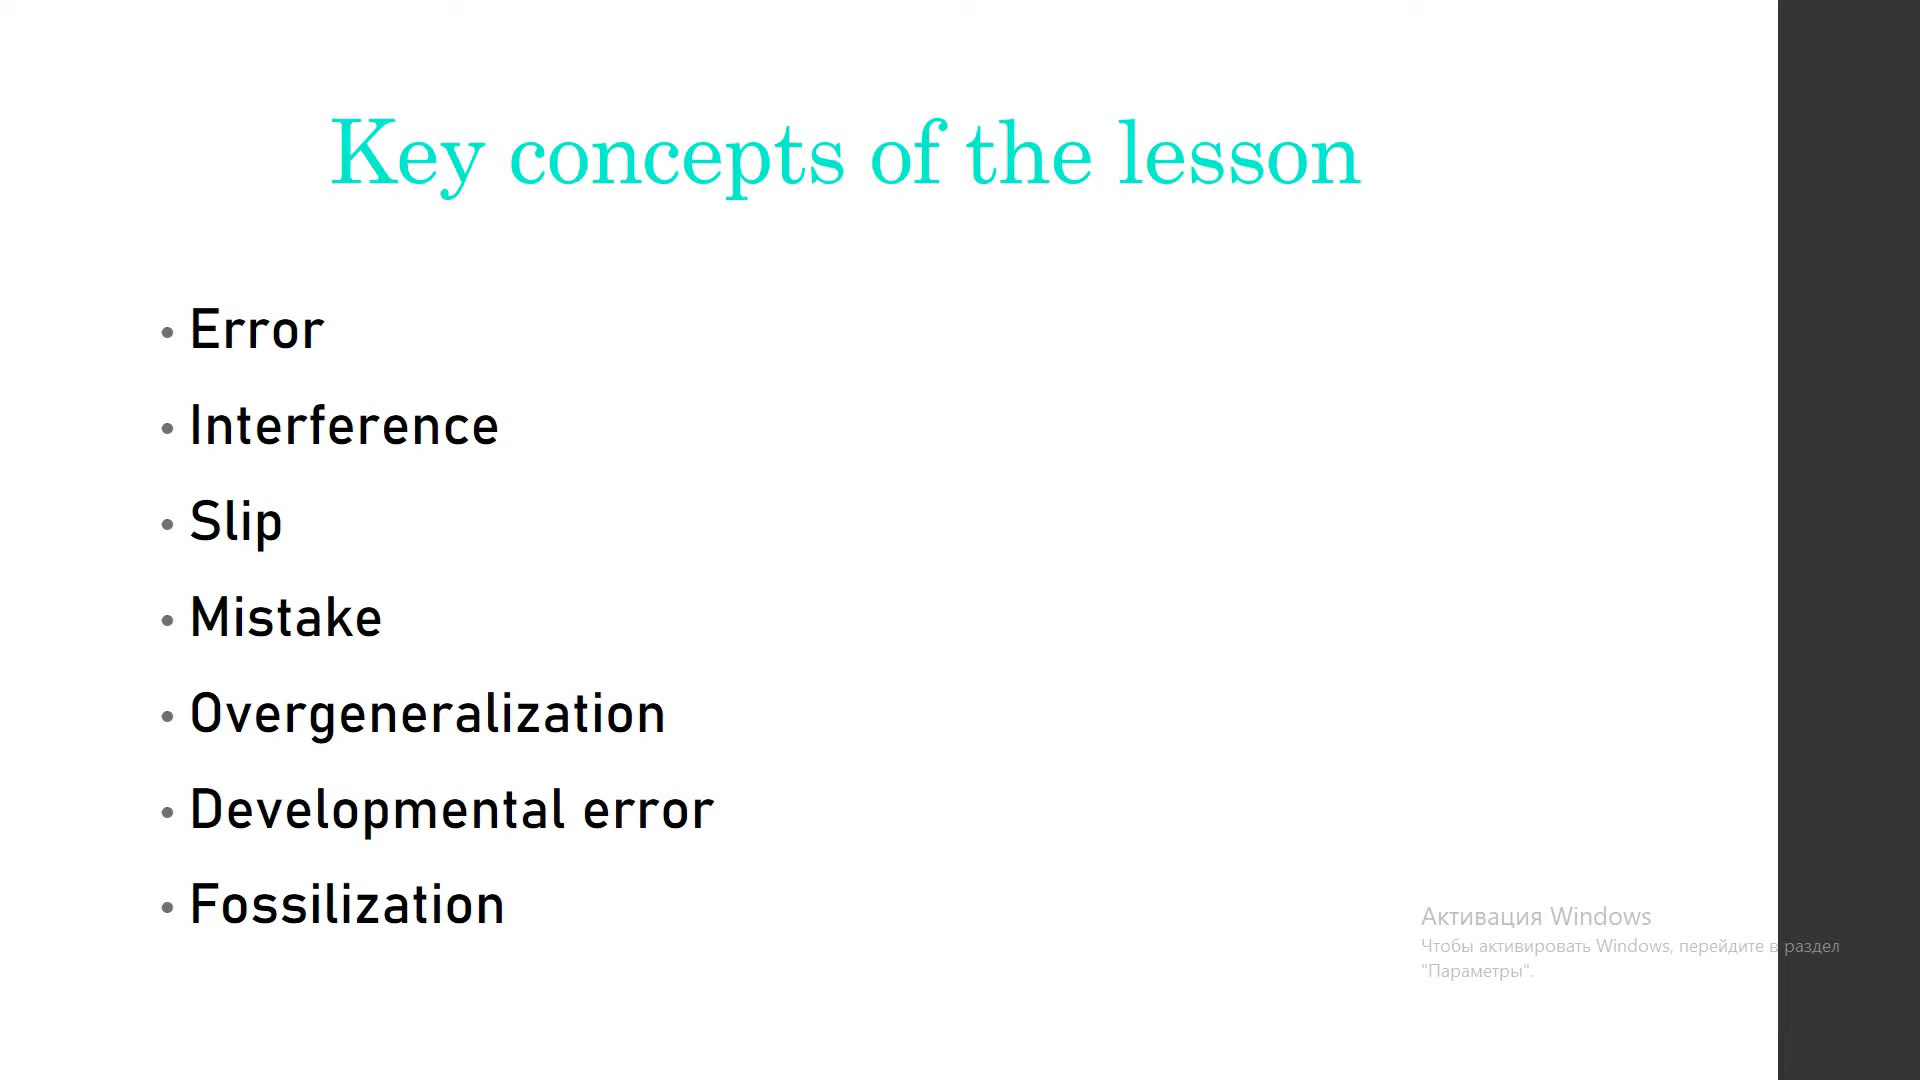 Key concepts of the lesson
• Error
• Interference
• Slip
• Mistake
• Overgeneralization
• Developmental error
• Fossilization
Активация Windows
Чтобы активировать Windows, перейдите в раздел
"Параметры".